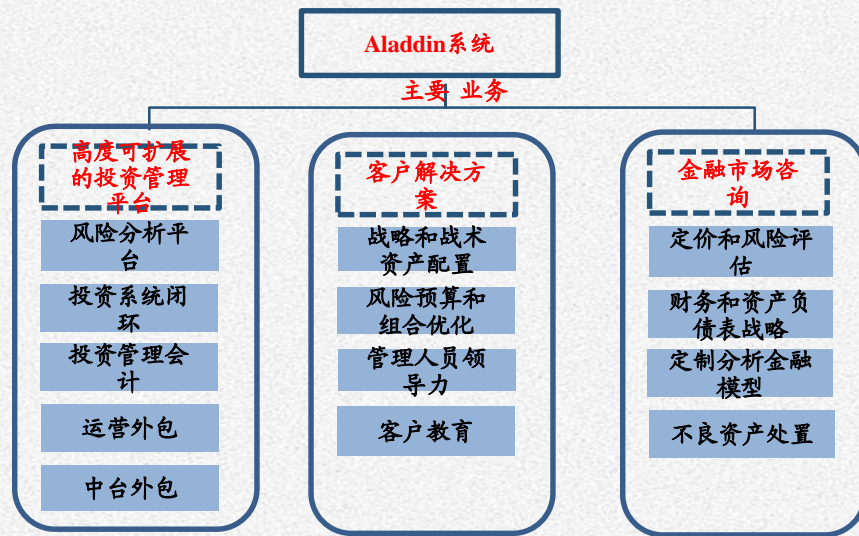 Aladdin系统
主要 业务
高度可扩展
的投资管理
平台
风险分析平
台
投资系统闭
环
投资管理会
计
运营外包
中台外包
客户解决方
案
战略和战术
资产配置
风险预算和
组合优化
管理人员领
导力
客户教育
金融市场咨
询
定价和风险评
估
财务和资产负
债表战略
定制分析金融
模型
不良资产处置